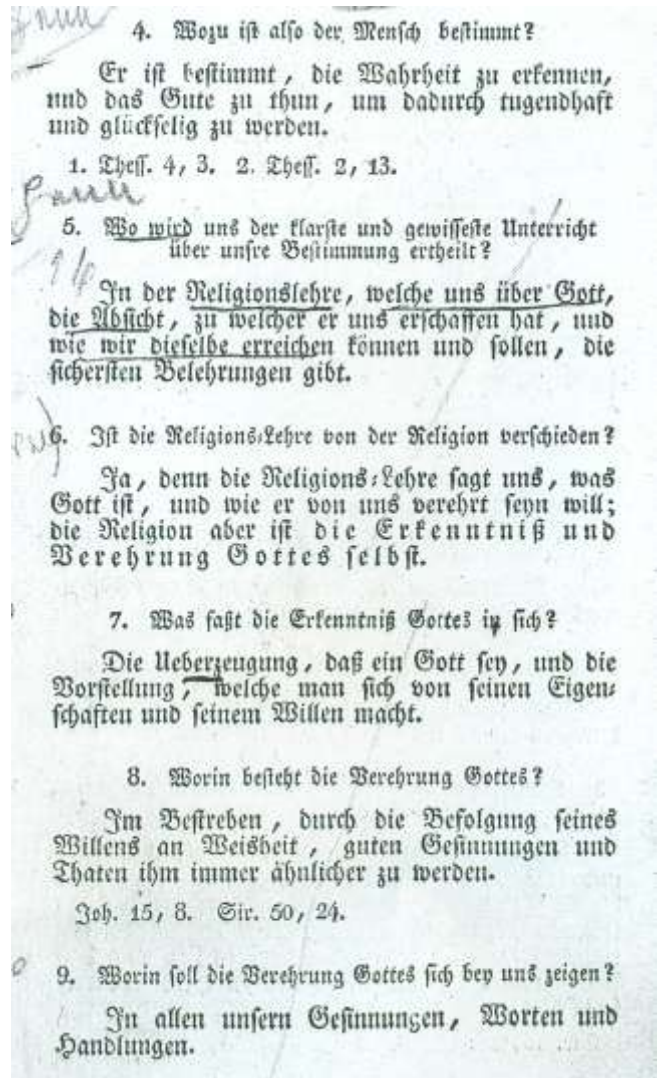 4. Wozu ist also der Mensch bestimmt?
Er ist bestimmt, die Wahrheit zu erkennen,
und das Gute zu thun, um dadurch tugendhaft
und glückselig zu werden.
1. Thess. 4, 3. 2. Thess. 2, 13.
5. Wo wird uns der klarste und gewisseste Unterricht
über unsre Bestimmung ertheilt?
In der Religionslehre, welche uns über Gott,
die Absicht, zu welcher er uns erschaffen hat, und
wie wir dieselbe erreichen können und sollen, die
sichersten Belehrungen gibt.
6. Ist die Religions-Lehre von der Religion verschieden?
Ja, denn die Religions-Lehre sagt uns, was
Gott ist, und wie er von uns verehrt seyn will;
die Religion aber ist die Erkenntniß und
Verehrung Gottes selbst.
7. Was faßt die Erkenntniß Gottes in sich?
Die Ueberzeugung, daß ein Gott sey, und die
Vorstellung, welche man sich von seinen Eigen-
schaften und seinem Willen macht.
8. Worin besteht die Verehrung Gottes?
Im Bestreben, durch die Befolgung seines
Willens an Weisheit, guten Gesinnungen und
Thaten ihm immer ähnlicher zu werden.
Joh. 15, 8. Sir. 50, 24.
9. Worin soll die Verehrung Gottes sich bey uns zeigen?
In allen unsern Gesinnungen, Worten und
Handlungen.